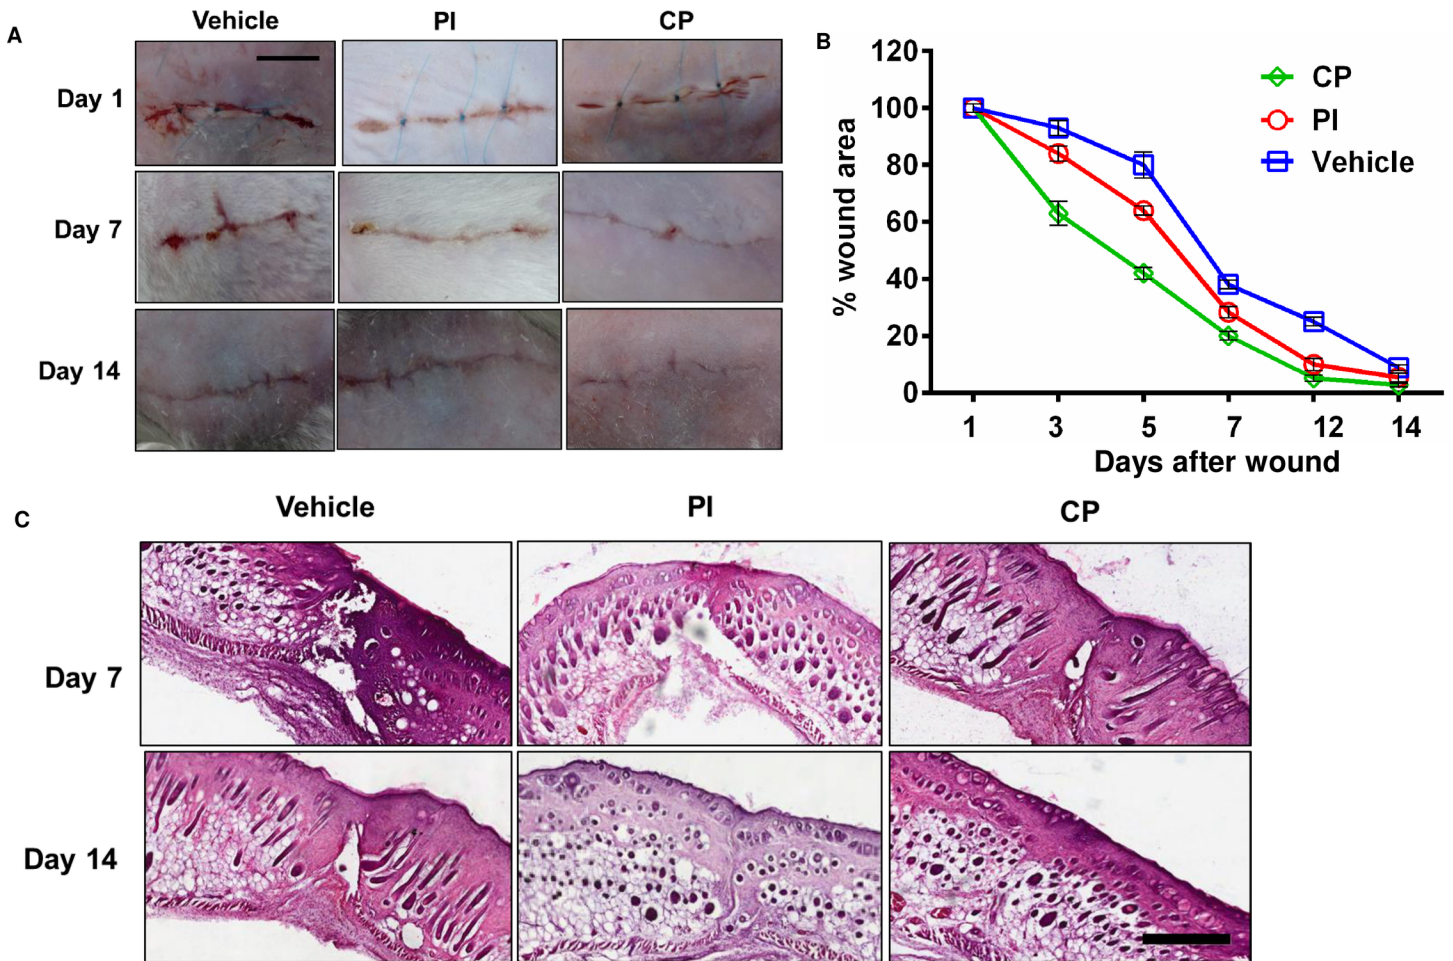 A
Vehicle PI CP
Day 1
Day 7
Day 14
B
120
100
80
60
40
20
0
% wound area
CP
PI
Vehicle
1 3 5 7 12 14
Days after wound
C
Vehicle PI CP
Day 7
Day 14